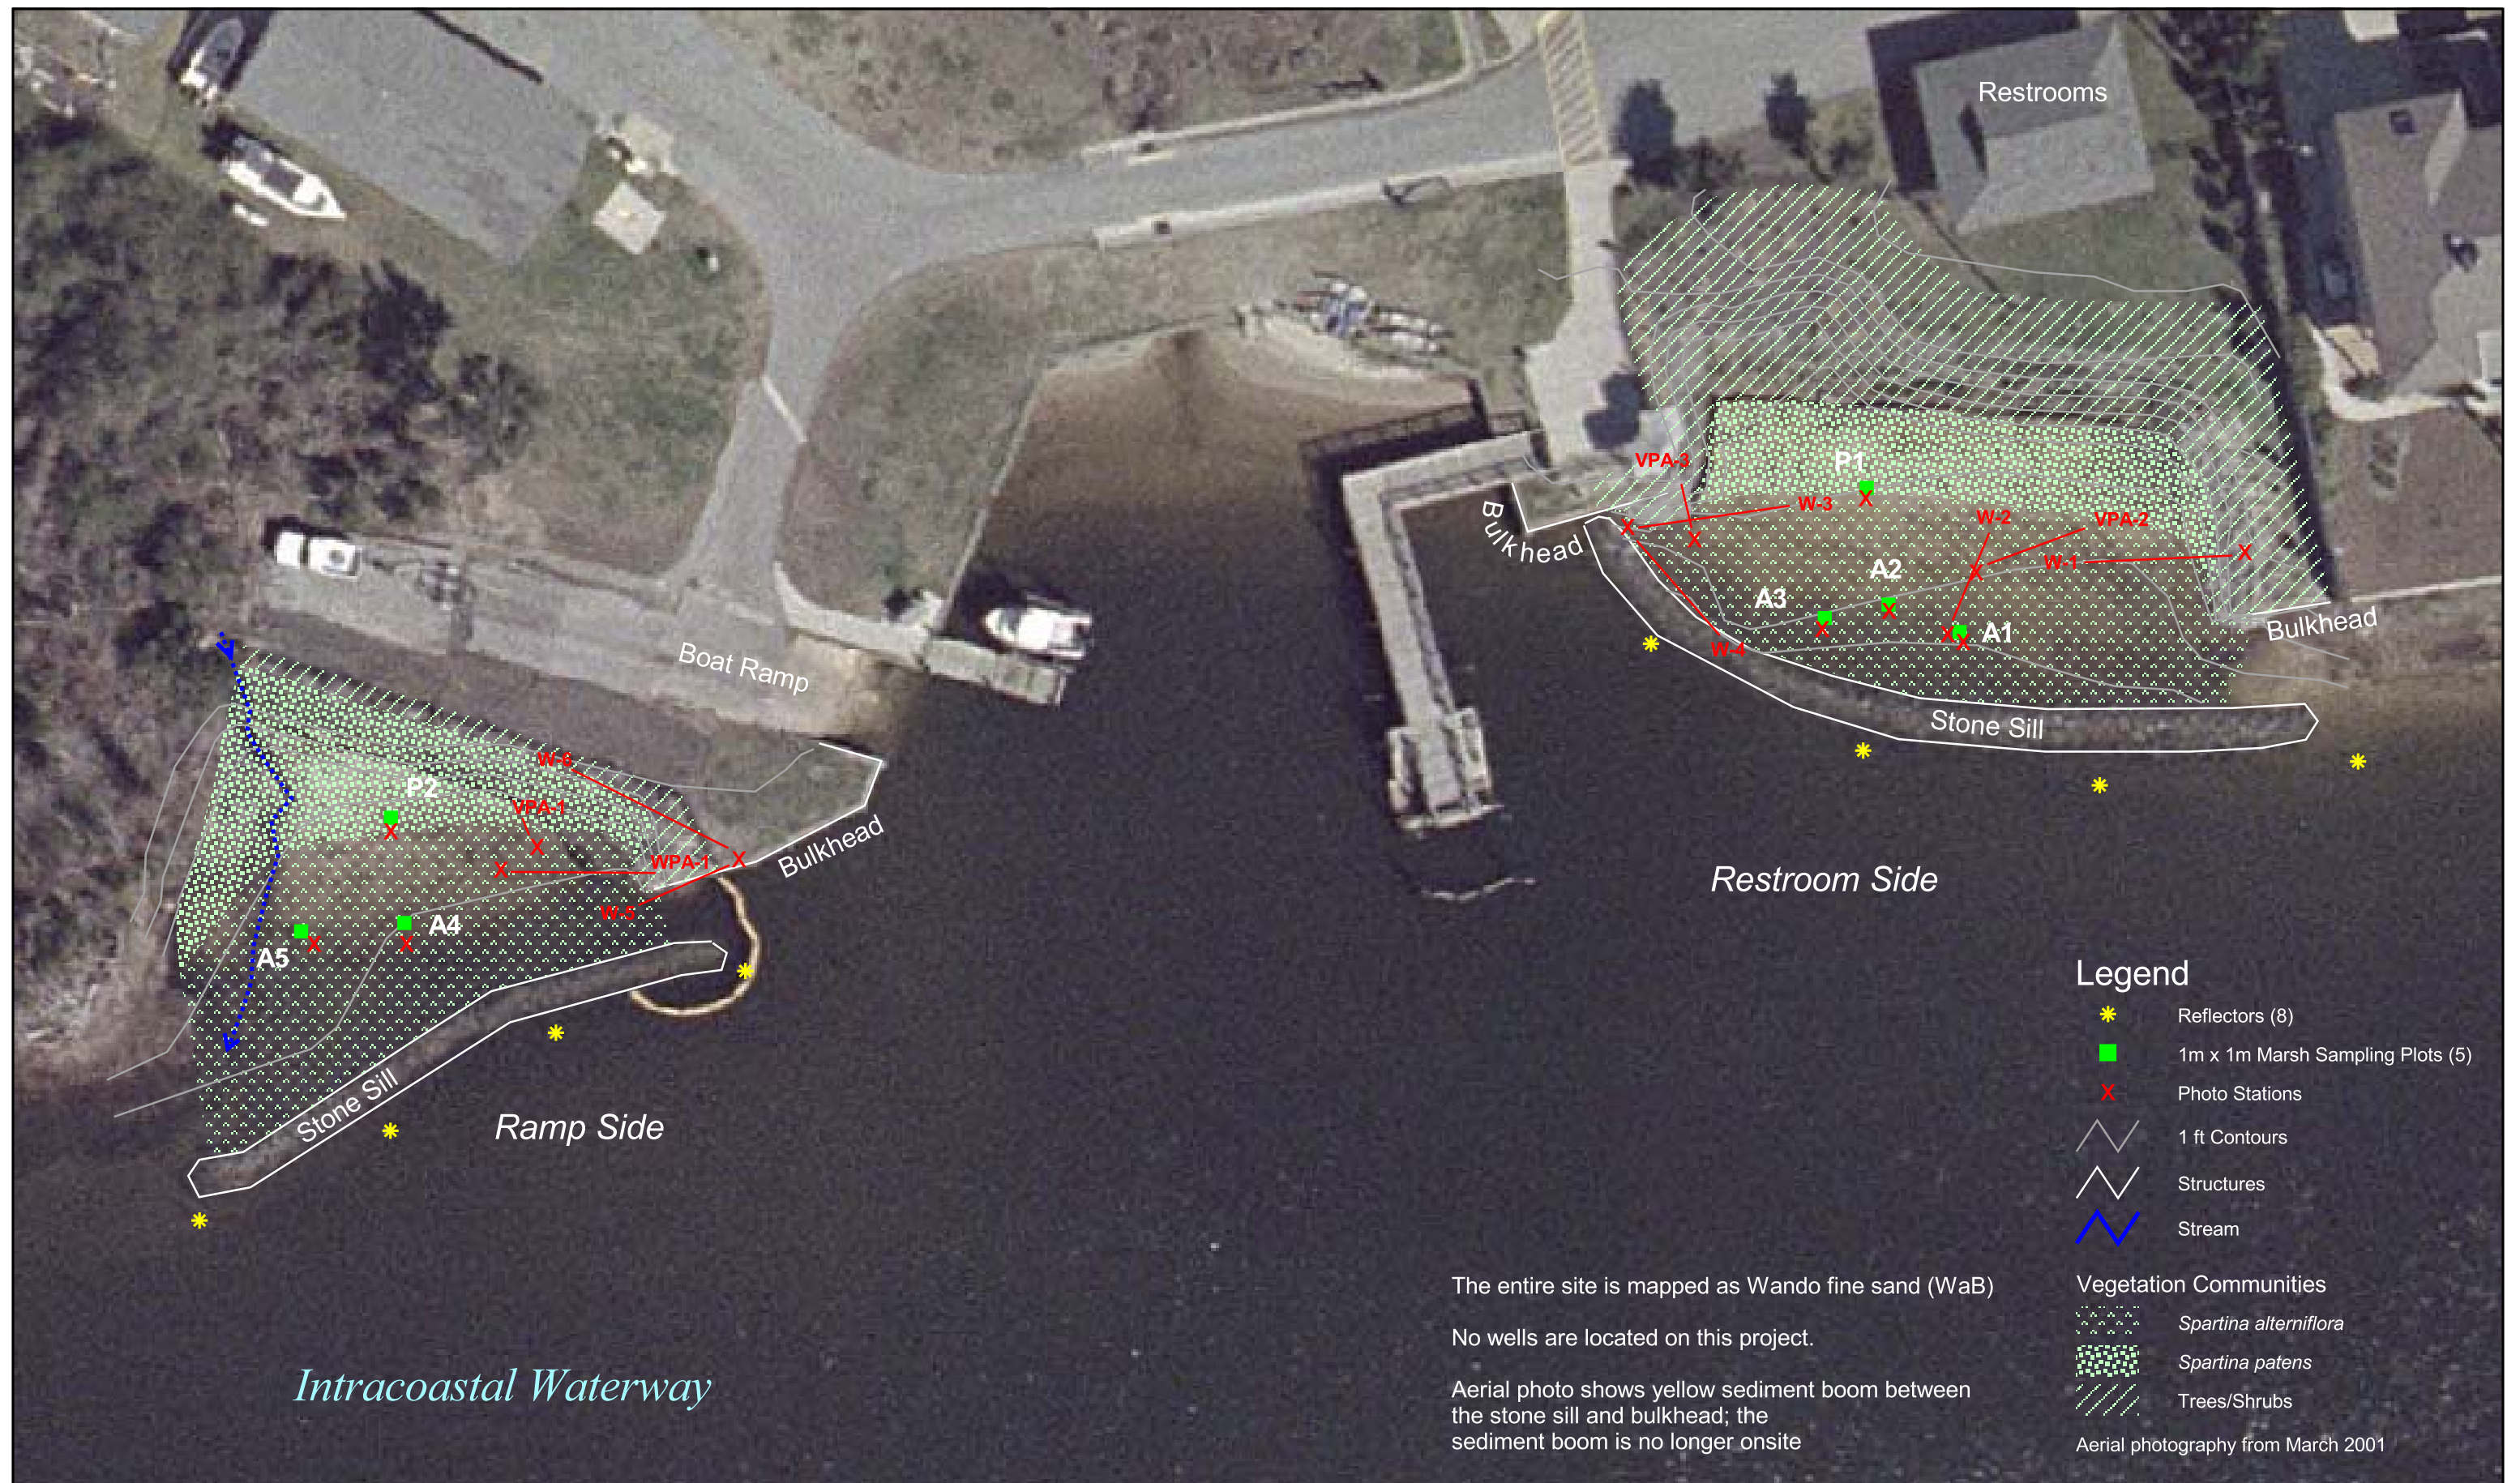 Restrooms
VPA-3
P1
W-3
W-2
VPA-2
Bulkhead
W-1
A2
A3
A1
Bulkhead
W-4
Boat Ramp
Stone Sill
W-6
P2
VPA-1
Bulkhead
WPA-1
W-5
A4
A5
Restroom Side
Stone Sill
Ramp Side
Intracoastal Waterway
The entire site is mapped as Wando fine sand (WaB)
No wells are located on this project.
Aerial photo shows yellow sediment boom between
the stone sill and bulkhead; the
sediment boom is no longer onsite
Legend
Reflectors (8)
1m x 1m Marsh Sampling Plots (5)
Photo Stations
1 ft Contours
Structures
Stream
Vegetation Communities
Spartina alterniflora
Spartina patens
Trees/Shrubs
Aerial photography from March 2001